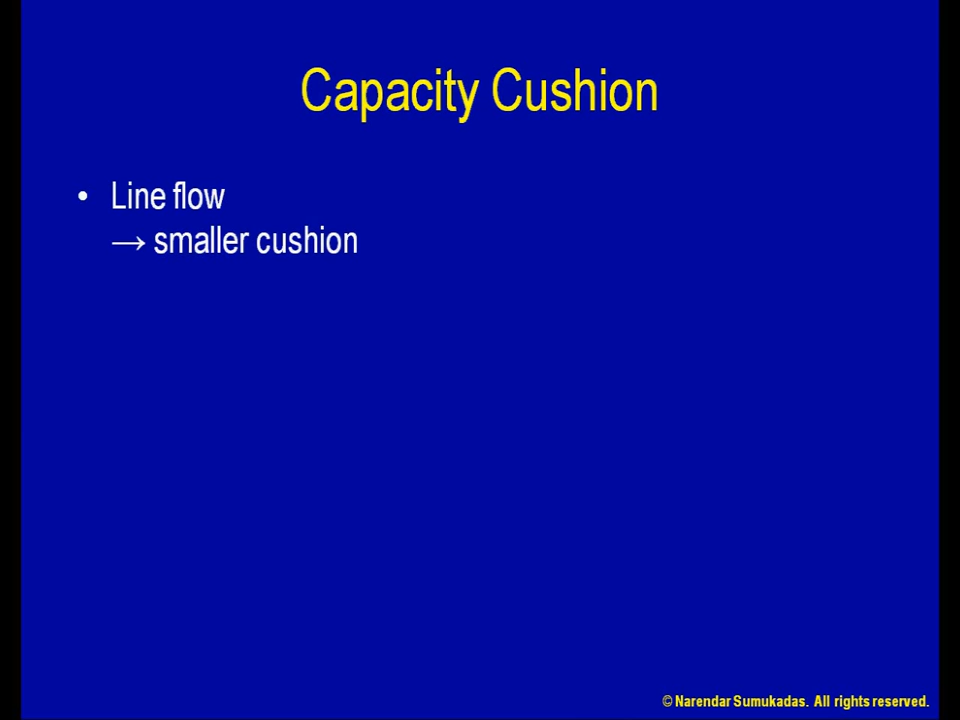 Capacity Cushion
• Line flow
→ smaller cushion
© Narendar Sumukadas. All rights reserved.